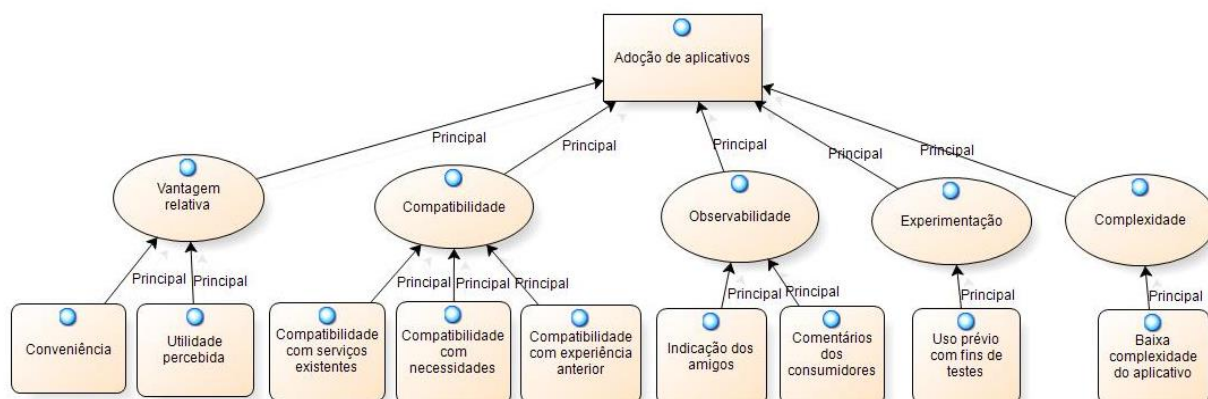 Adoção de aplicativos
Principal
Principal
Principal
Principal
Principal
Vantagem
relativa
Compatibilidade
Observabilidade
Experimentação
Complexidade
Principal
Principal
Principal
Principal
Principal
Principal
Principal
Principal
Principal
Conveniência
Utilidade
percebida
Compatibilidade
com serviços
existentes
Compatibilidade
com
necessidades
Compatibilidade
com experiência
anterior
Indicação dos
amigos
Comentários
dos
consumidores
Uso prévio
com fins de
testes
Baixa
complexidade
do aplicativo